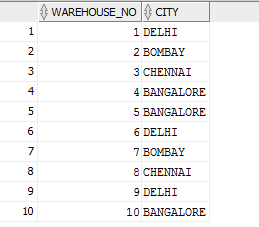 WAREHOUSE_NO CITY
1 1 DELHI
2 2 BOMBAY
3 3 CHENNAI
4 4 BANGALORE
5 5 BANGALORE
6 6 DELHI
7 7 BOMBAY
8 8 CHENNAI
9 9 DELHI
10 10 BANGALORE